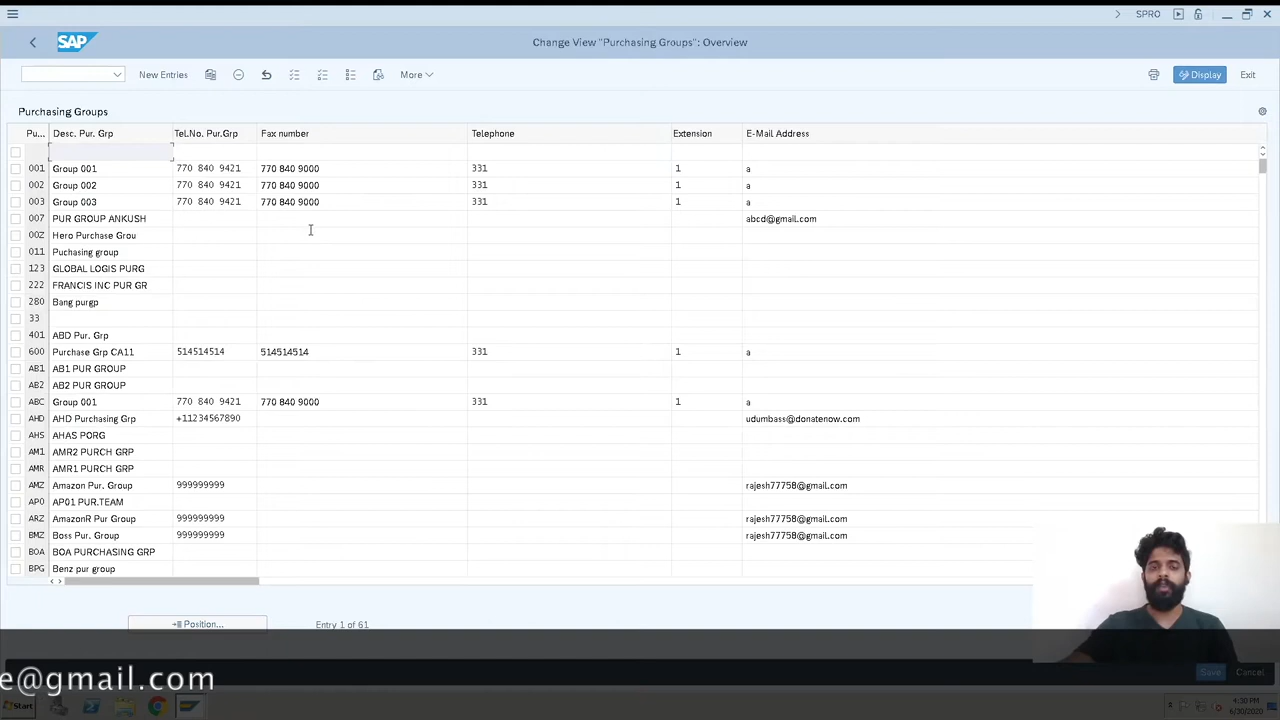 SPRO
SAP
Change View "Purchasing Groups": Overview
New Entries More Display Exit
Purchasing Groups
Pu... Desc. Pur. Grp Tel.No. Pur.Grp Fax number Telephone Extension E-Mail Address
001 Group 001 770 840 9421 770 840 9000 331 1 a
002 Group 002 770 840 9421 770 840 9000 331 1 a
003 Group 003 770 840 9421 770 840 9000 331 1 a
007 PUR GROUP ANKUSH abcd@gmail.com
00Z Hero Purchase Grou
011 Puchasing group
123 GLOBAL LOGIS PURG
222 FRANCIS INC PUR GR
280 Bang purgp
33
401 ABD Pur. Grp
600 Purchase Grp CA11 514514514 514514514 331 1 a
AB1 AB1 PUR GROUP
AB2 AB2 PUR GROUP
ABC Group 001 770 840 9421 770 840 9000 331 1 a
AHD AHD Purchasing Grp +11234567890 udumbass@donatenow.com
AHS AHAS PORG
AM1 AMR2 PURCH GRP
AMR AMR1 PURCH GRP
AMZ Amazon Pur. Group 999999999 rajesh77758@gmail.com
AP0 AP01 PUR.TEAM
ARZ AmazonR Pur Group 999999999 rajesh77758@gmail.com
BMZ Boss Pur. Group 999999999 rajesh77758@gmail.com
BOA BOA PURCHASING GRP
BPG Benz pur group
Position... Entry 1 of 61
Save Cancel
e@gmail.com
Start
4:30 PM
6/30/2020